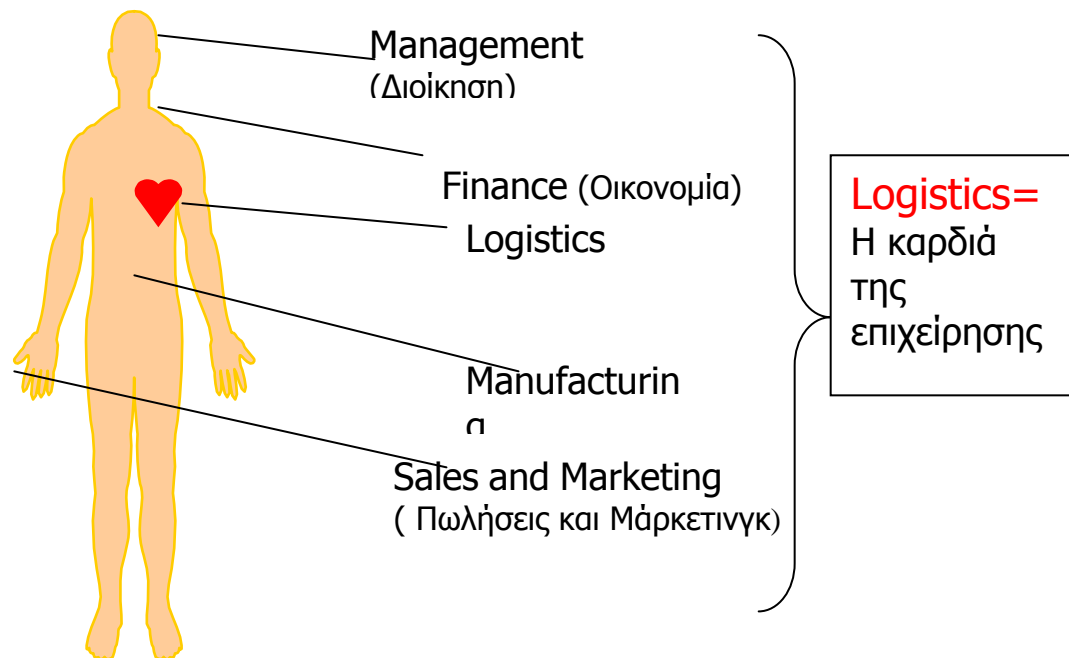 Management
(Διοίκηση)
Finance (Οικονομία)
Logistics
Manufacturin
g
Sales and Marketing
( Πωλήσεις και Μάρκετινγκ)
Logistics=
Η καρδιά
της
επιχείρησης